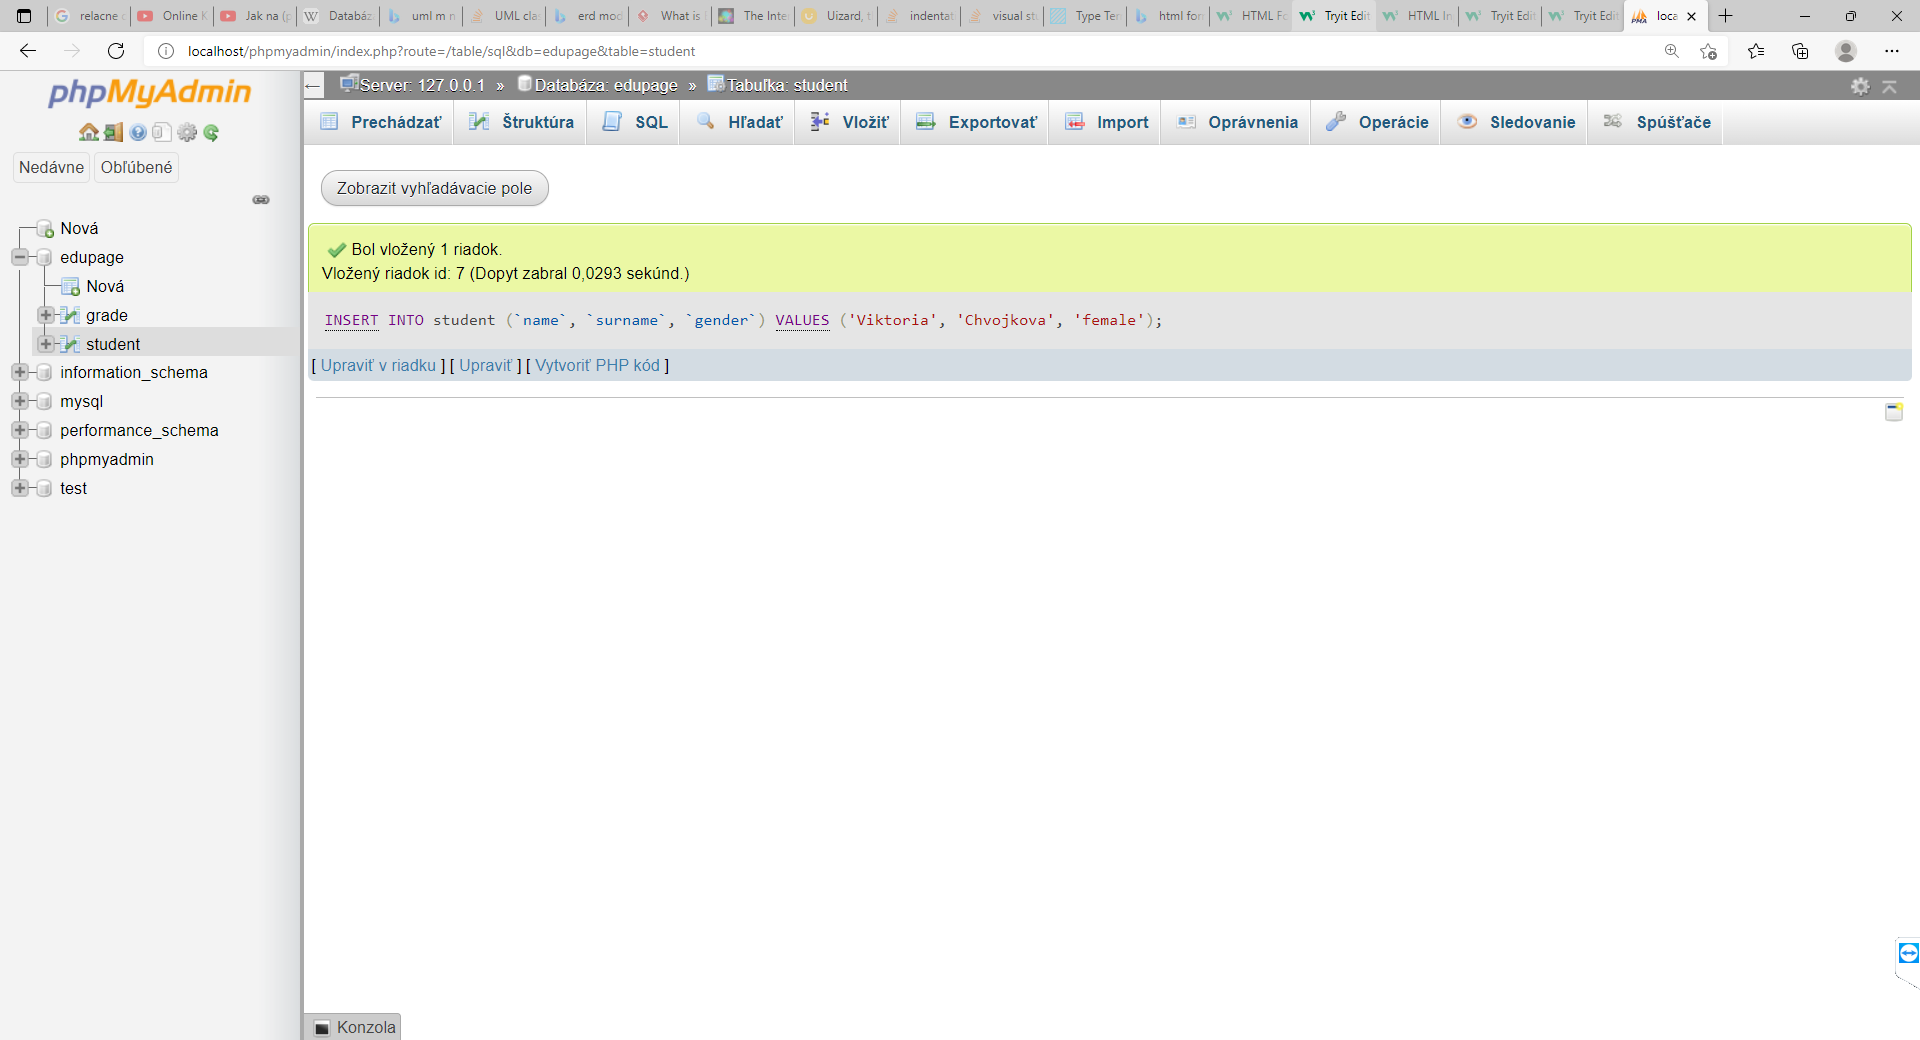 relacne d
Online K
Jak na (p
Databáz
uml m n
UML cla
erd mod
What is
The Inte
Uizard, t
indentat
visual st
Type Ter
html for
HTML Fo
Tryit Edit
HTML In
Tryit Edit
Tryit Edit
loca
localhost/phpmyadmin/index.php?route=/table/sql&db=edupage&table=student
phpMyAdmin
Nedávne
Obľúbené
Nová
edupage
Nová
grade
student
information_schema
mysql
performance_schema
phpmyadmin
test
Server: 127.0.0.1 » Databáza: edupage » Tabuľka: student
Prechádzať
Štruktúra
SQL
Hľadať
Vložiť
Exportovať
Import
Oprávnenia
Operácie
Sledovanie
Spúšťače
Zobrazit vyhľadávacie pole
Bol vložený 1 riadok.
Vložený riadok id: 7 (Dopyt zabral 0,0293 sekúnd.)
INSERT INTO student (`name`, `surname`, `gender`) VALUES ('Viktoria', 'Chvojkova', 'female');
[ Upraviť v riadku ] [ Upraviť ] [ Vytvoriť PHP kód ]
Konzola